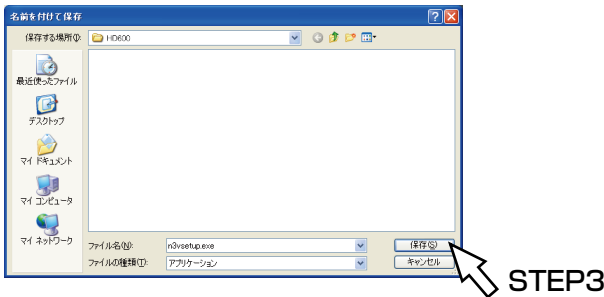 名前を付けて保存
保存する場所(I):
HD600
最近使ったファイル
デスクトップ
マイ ドキュメント
マイ コンピュータ
マイ ネットワーク
ファイル名(N):
n3vsetup.exe
保存(S)
ファイルの種類(T):
アプリケーション
キャンセル
STEP3